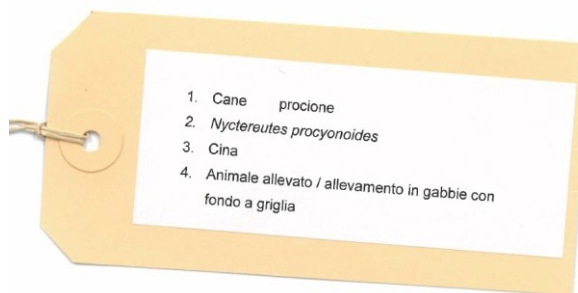 1. Cane procione
2. Nyctereutes procyonoides
3. Cina
4. Animale allevato / allevamento in gabbie con
fondo a griglia